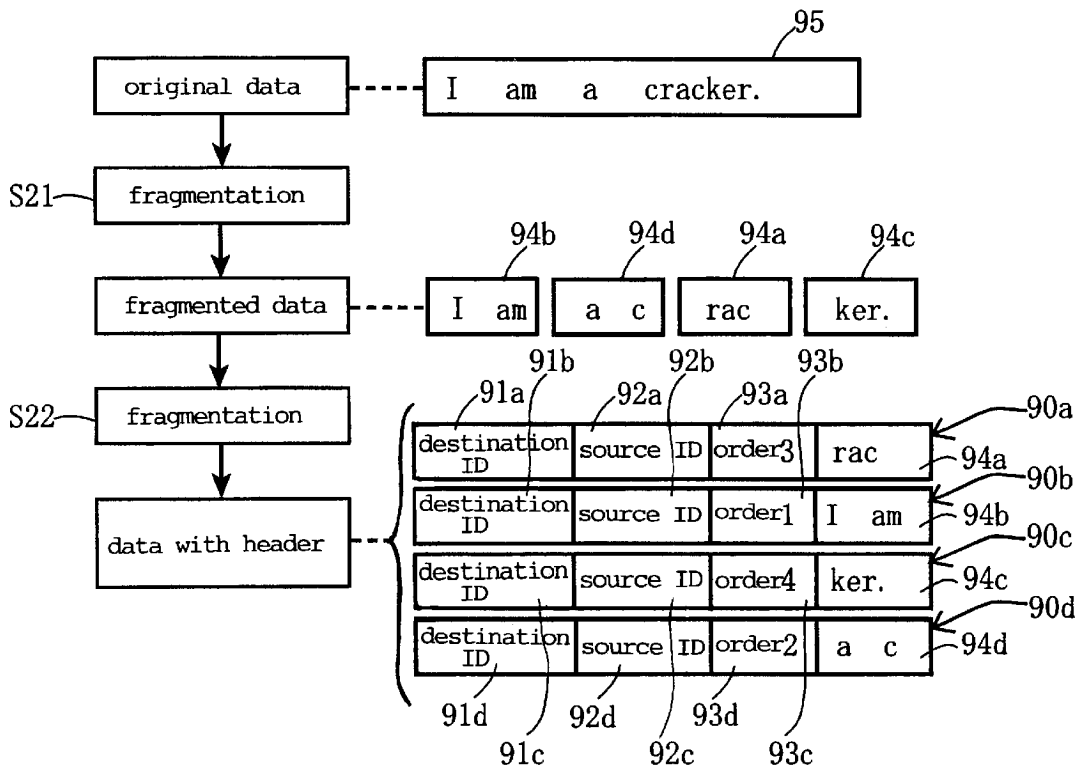 95
original data
I am a cracker.
S21
fragmentation
94b 94d 94a 94c
fragmented data
I am
a c
rac
ker.
91b 92b 93b
S22
fragmentation
91a 92a 93a
90a
destination ID
source ID
order3
rac
94a
90b
destination ID
source ID
order1
I am
94b
data with header
90c
destination ID
source ID
order4
ker.
94c
90d
destination ID
source ID
order2
a c
94d
91d 92d 93d
91c 92c 93c